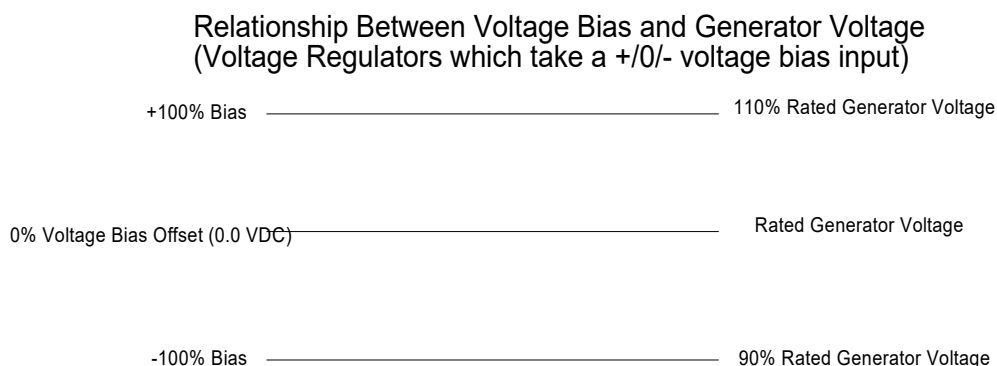 Relationship Between Voltage Bias and Generator Voltage
(Voltage Regulators which take a +/0/- voltage bias input)
+100% Bias
110% Rated Generator Voltage
0% Voltage Bias Offset (0.0 VDC)
Rated Generator Voltage
-100% Bias
90% Rated Generator Voltage